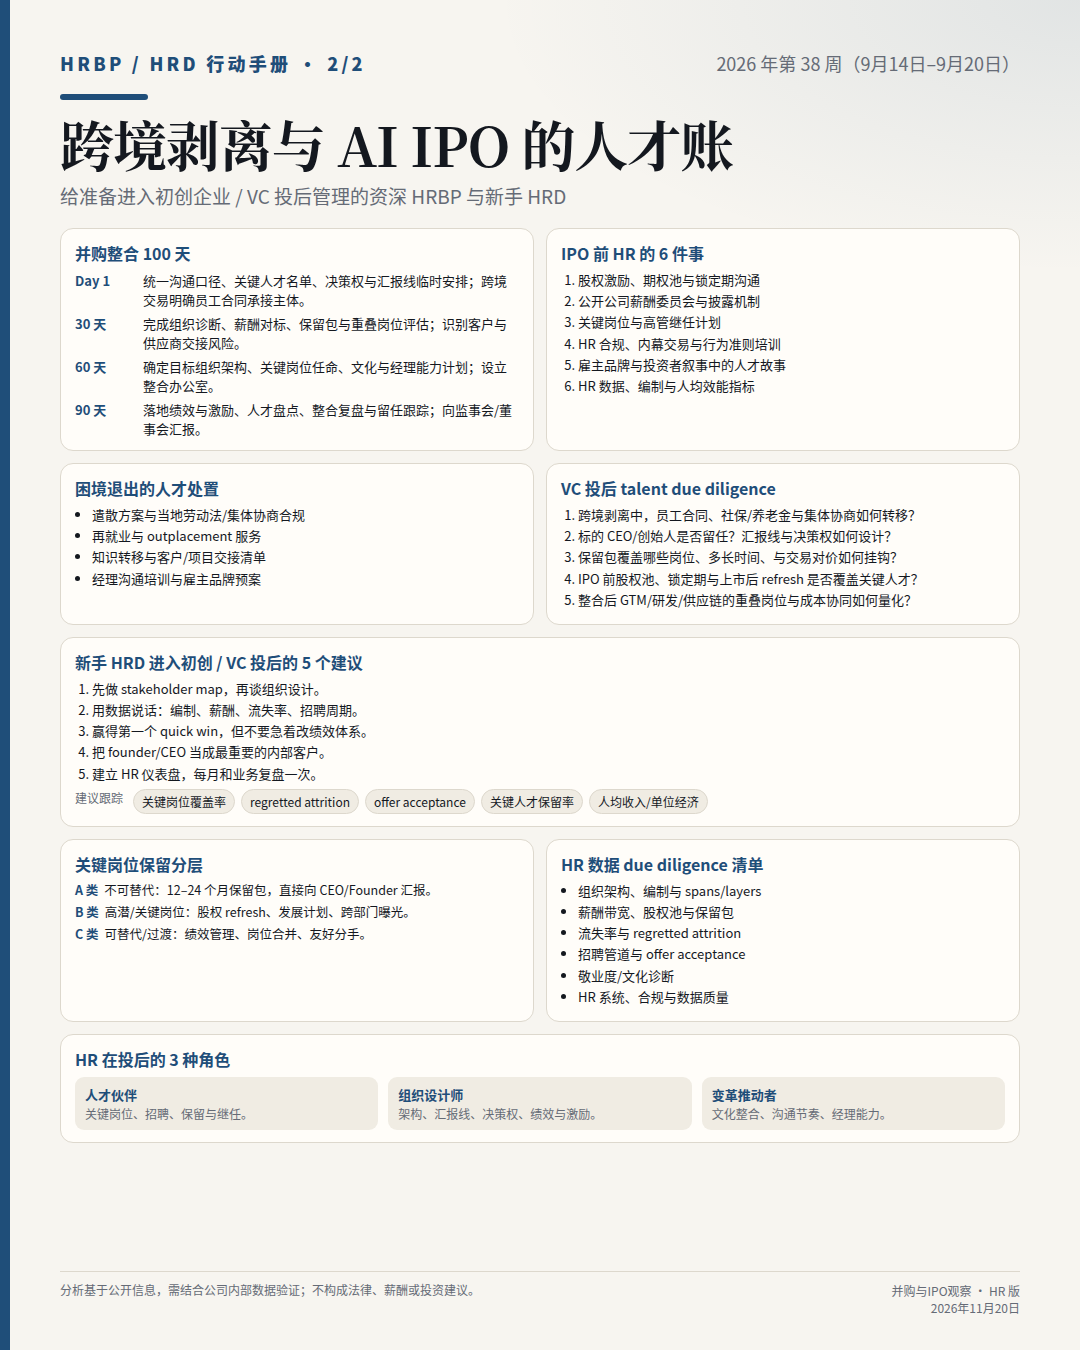 HRBP / HRD 行动手册 · 2/2
2026 年第 38 周（9月14日–9月20日）
跨境剥离与 AI IPO 的人才账
给准备进入初创企业 / VC 投后管理的资深 HRBP 与新手 HRD
并购整合 100 天
Day 1 统一沟通口径、关键人才名单、决策权与汇报线临时安排；跨境
交易明确员工合同承接主体。
30 天 完成组织诊断、薪酬对标、保留包与重叠岗位评估；识别客户与
供应商交接风险。
60 天 确定目标组织架构、关键岗位任命、文化与经理能力计划；设立
整合办公室。
90 天 落地绩效与激励、人才盘点、整合复盘与留任跟踪；向监事会/董
事会汇报。
IPO 前 HR 的 6 件事
1. 股权激励、期权池与锁定期沟通
2. 公开公司薪酬委员会与披露机制
3. 关键岗位与高管继任计划
4. HR 合规、内幕交易与行为准则培训
5. 雇主品牌与投资者叙事中的人才故事
6. HR 数据、编制与人均效能指标
困境退出的人才处置
• 遣散方案与当地劳动法/集体协商合规
• 再就业与 outplacement 服务
• 知识转移与客户/项目交接清单
• 经理沟通培训与雇主品牌预案
VC 投后 talent due diligence
1. 跨境剥离中，员工合同、社保/养老金与集体协商如何转移？
2. 标的 CEO/创始人是否留任？汇报线与决策权如何设计？
3. 保留包覆盖哪些岗位、多长时间、与交易对价如何挂钩？
4. IPO 前股权池、锁定期与上市后 refresh 是否覆盖关键人才？
5. 整合后 GTM/研发/供应链的重叠岗位与成本协同如何量化？
新手 HRD 进入初创 / VC 投后的 5 个建议
1. 先做 stakeholder map，再谈组织设计。
2. 用数据说话：编制、薪酬、流失率、招聘周期。
3. 赢得第一个 quick win，但不要急着改绩效体系。
4. 把 founder/CEO 当成最重要的内部客户。
5. 建立 HR 仪表盘，每月和业务复盘一次。
建议跟踪 关键岗位覆盖率 regretted attrition offer acceptance 关键人才保留率 人均收入/单位经济
关键岗位保留分层
A 类 不可替代：12–24 个月保留包，直接向 CEO/Founder 汇报。
B 类 高潜/关键岗位：股权 refresh、发展计划、跨部门曝光。
C 类 可替代/过渡：绩效管理、岗位合并、友好分手。
HR 数据 due diligence 清单
• 组织架构、编制与 spans/layers
• 薪酬带宽、股权池与保留包
• 流失率与 regretted attrition
• 招聘管道与 offer acceptance
• 敬业度/文化诊断
• HR 系统、合规与数据质量
HR 在投后的 3 种角色
人才伙伴
关键岗位、招聘、保留与继任。
组织设计师
架构、汇报线、决策权、绩效与激励。
变革推动者
文化整合、沟通节奏、经理能力。
分析基于公开信息，需结合公司内部数据验证；不构成法律、薪酬或投资建议。
并购与IPO观察 · HR 版
2026年11月20日